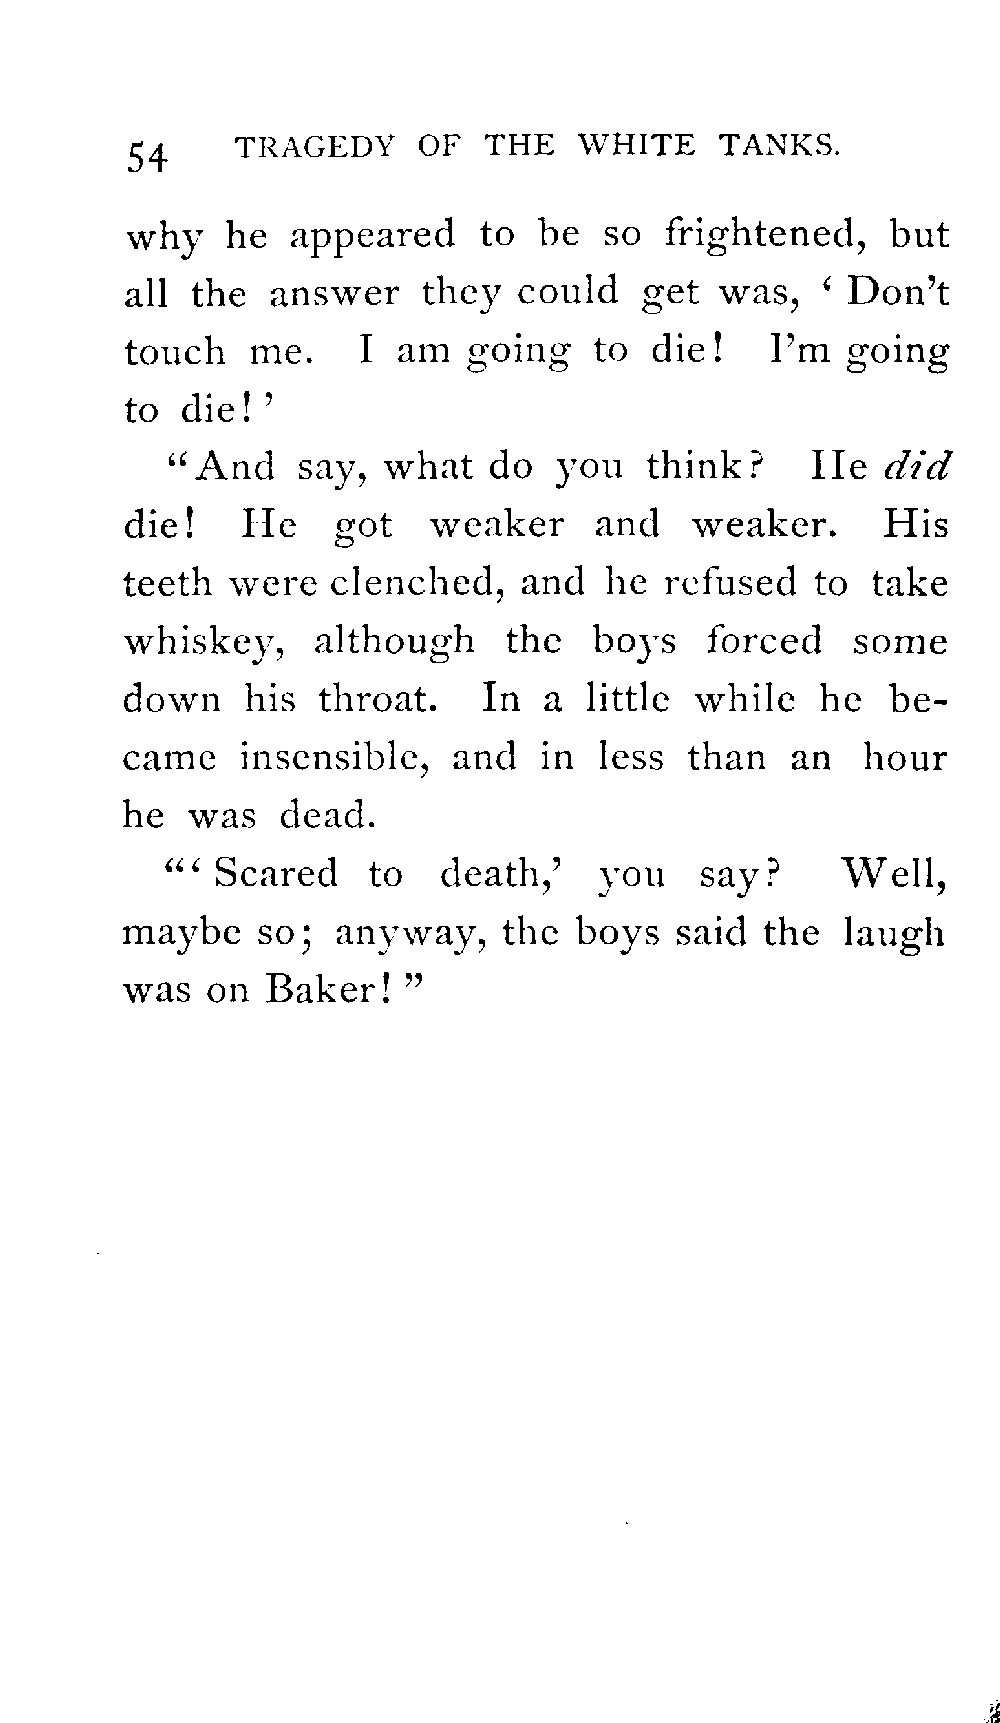 54 TRAGEDY OF THE WHITE TANKS.
why he appeared to be so frightened, but
all the answer they could get was, ‘ Don’t
touch me. I am going to die! I’m going
to die! ’
“And say, what do you think? He did
die! He got weaker and weaker. His
teeth were clenched, and he refused to take
whiskey, although the boys forced some
down his throat. In a little while he be-
came insensible, and in less than an hour
he was dead.
“‘ Scared to death,’ you say? Well,
maybe so; anyway, the boys said the laugh
was on Baker! ”